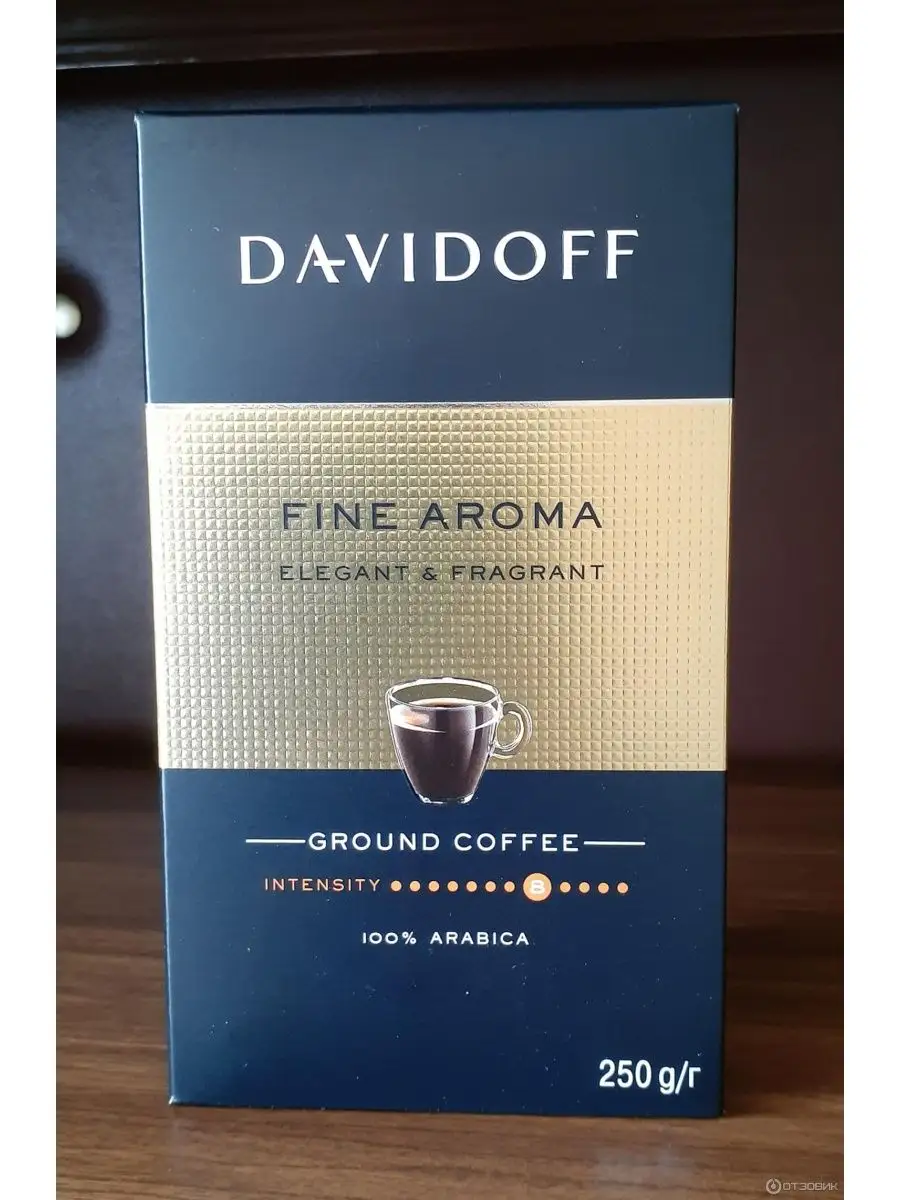 DAVIDOFF
FINE AROMA
ELEGANT & FRAGRANT
GROUND COFFEE
INTENSITY 8
100% ARABICA
250 g/г
ОТЗОВИК